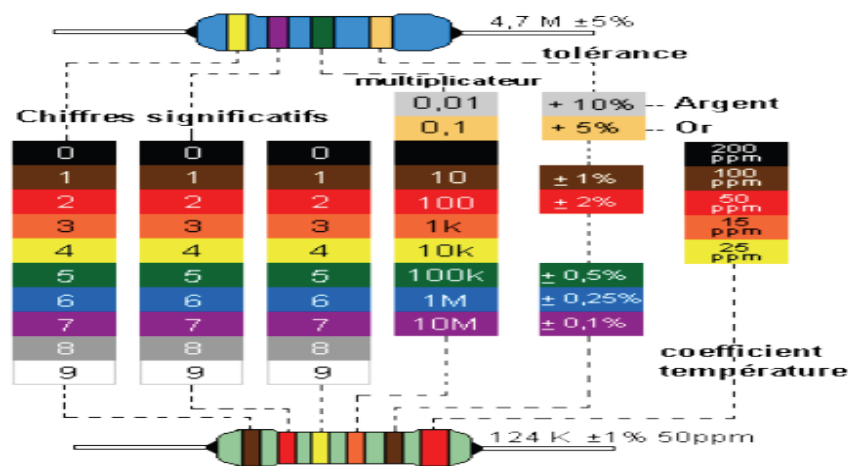 4,7 M ±5%
tolérance
multiplicateur
Chiffres significatifs
0,01 + 10% -- Argent
0,1 + 5% -- Or
0 0 0 200 ppm
1 1 1 10 ± 1% 100 ppm
2 2 2 100 ± 2% 50 ppm
3 3 3 1k 15 ppm
4 4 4 10k 25 ppm
5 5 5 100k ± 0,5%
6 6 6 1M ± 0,25%
7 7 7 10M ± 0,1%
8 8 8
9 9 9
coefficient
température
124 K ±1% 50ppm